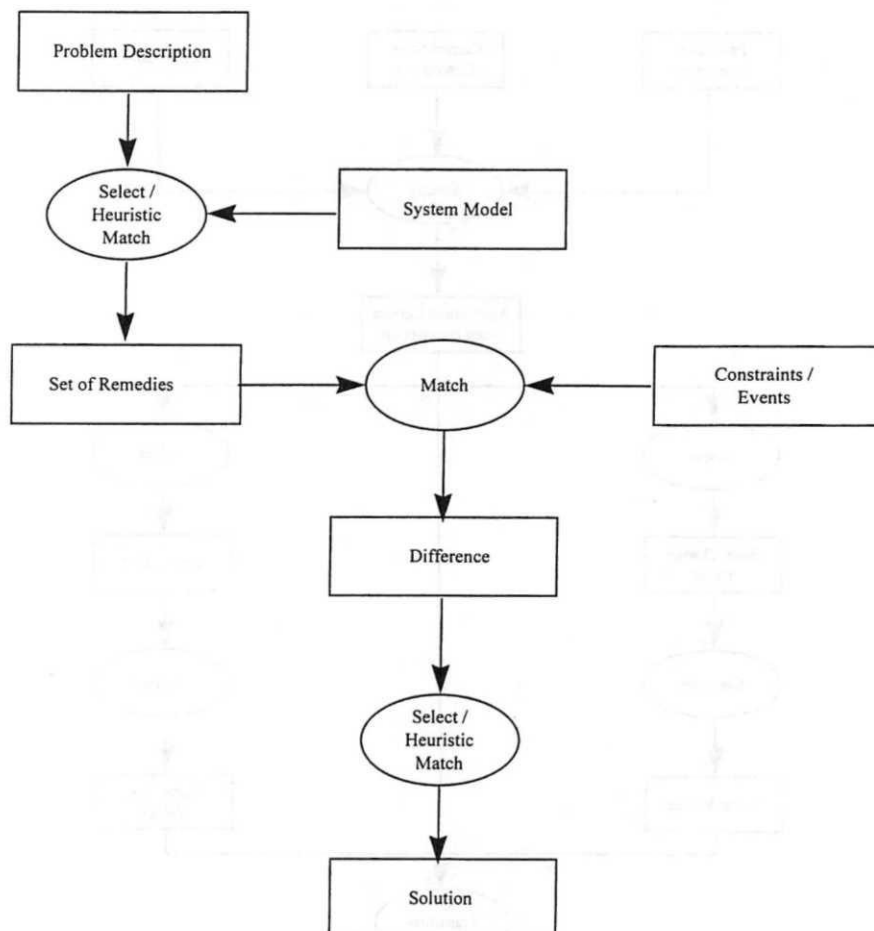 Problem Description
Select /
Heuristic
Match
System Model
Set of Remedies
Match
Constraints /
Events
Difference
Select /
Heuristic
Match
Solution